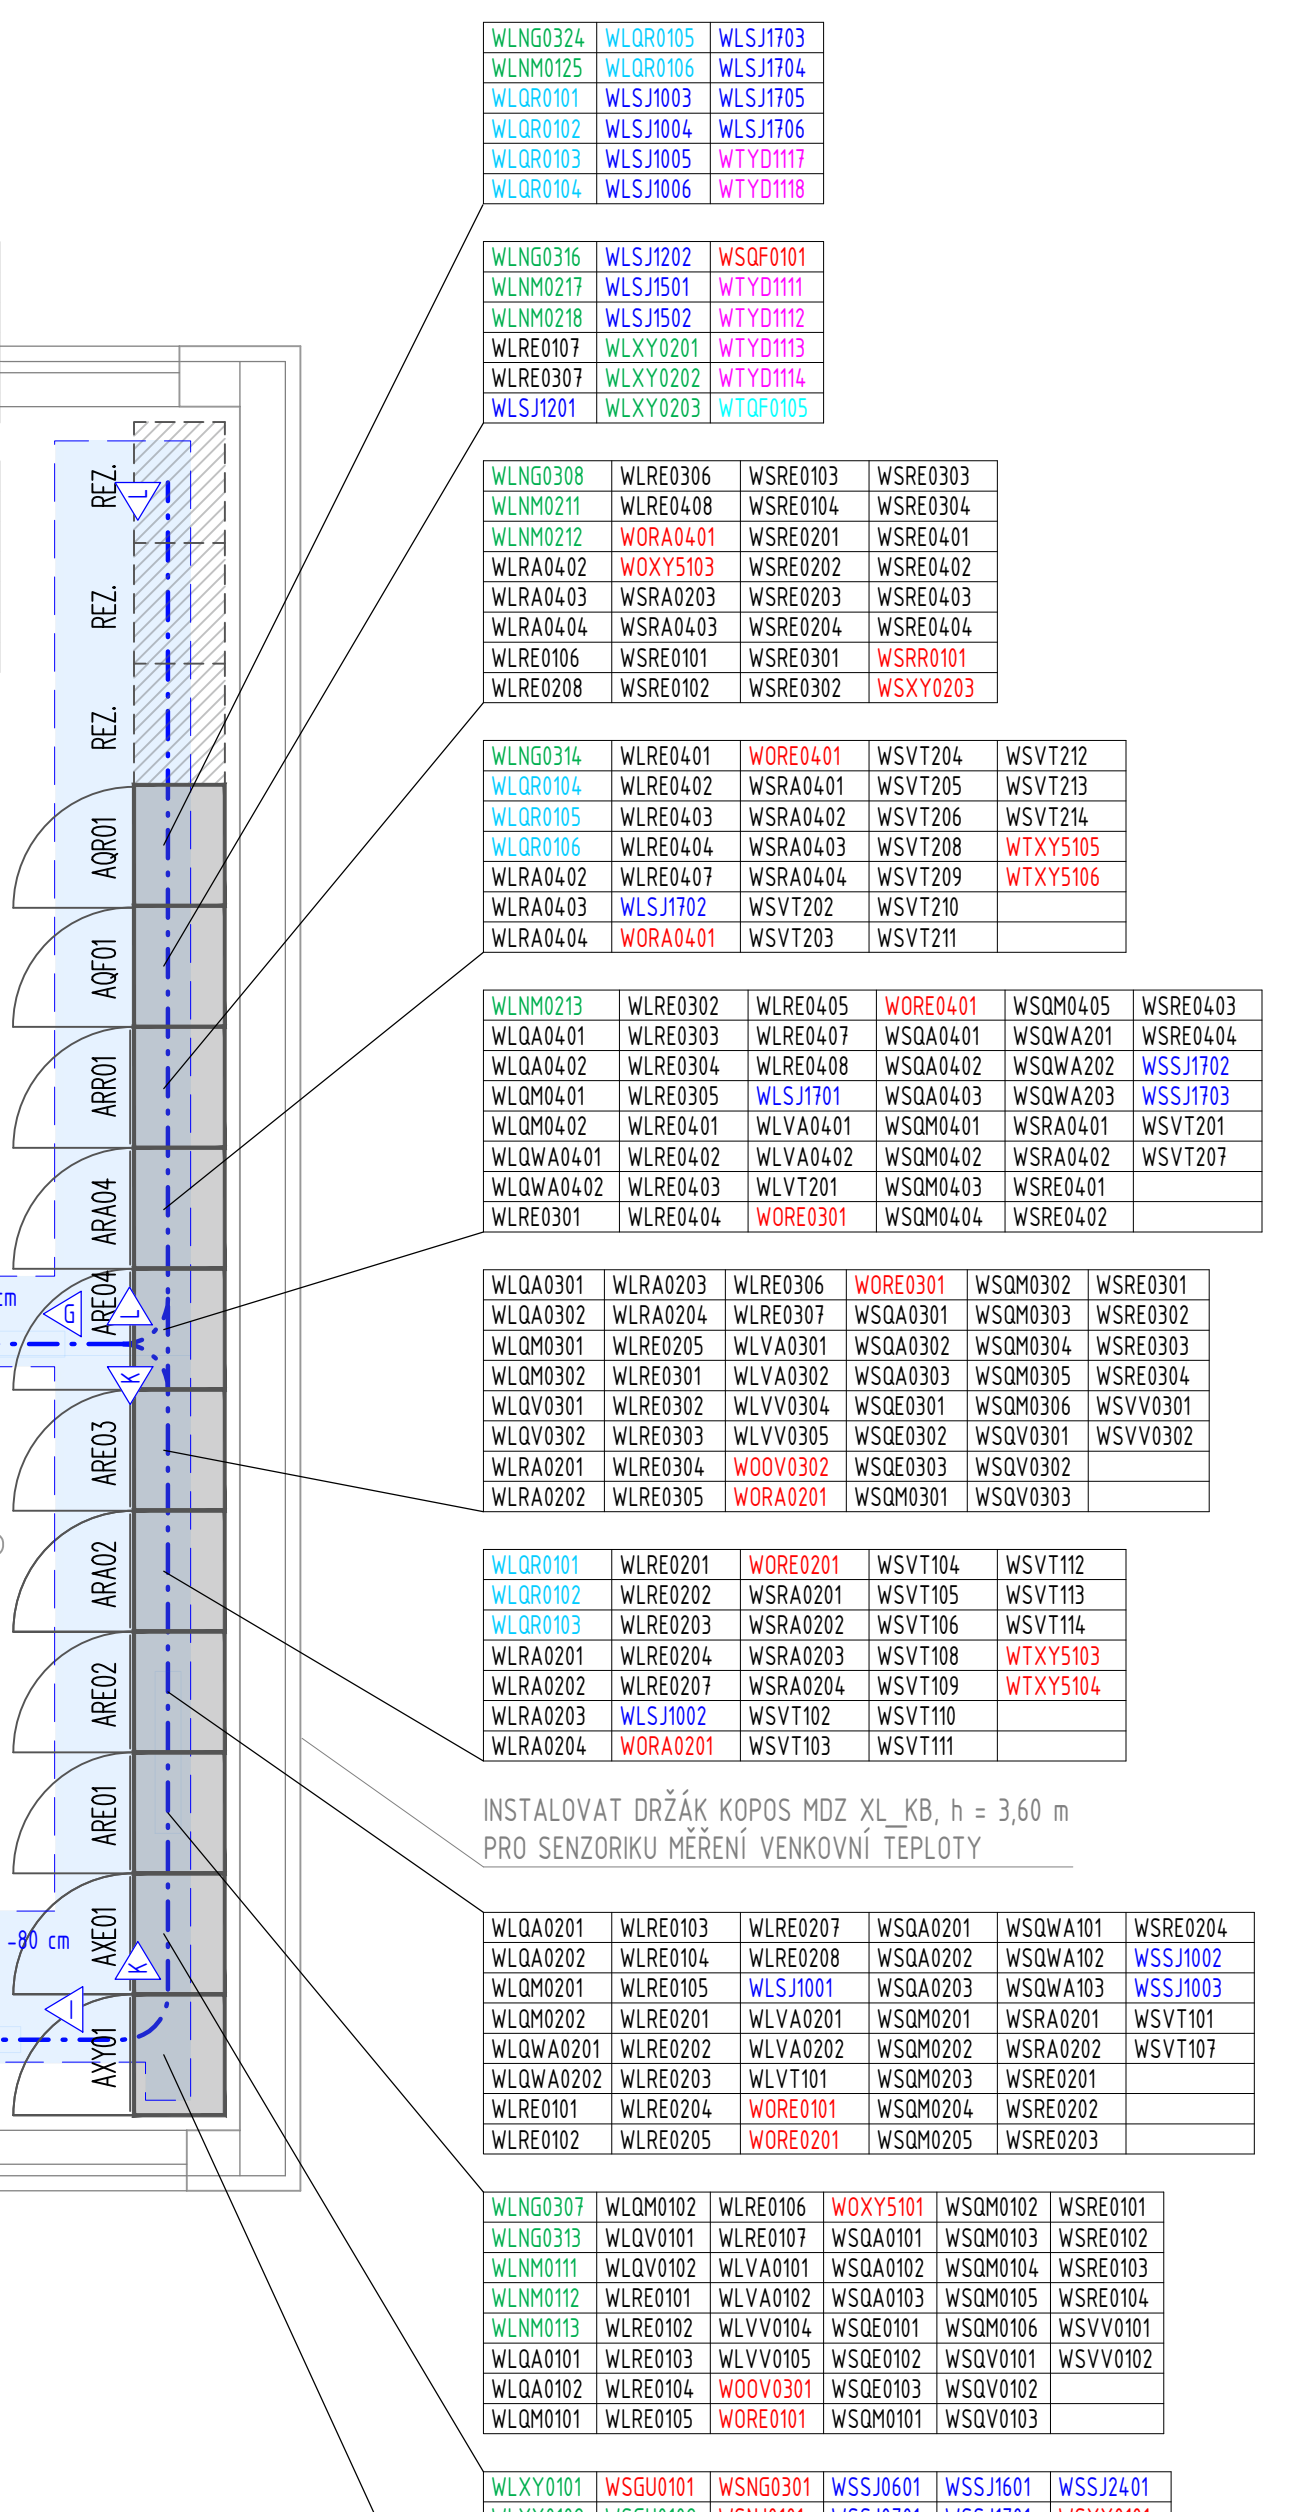 WLNG0324 WLQR0105 WLSJ1703
WLNM0125 WLQR0106 WLSJ1704
WLQR0101 WLSJ1003 WLSJ1705
WLQR0102 WLSJ1004 WLSJ1706
WLQR0103 WLSJ1005 WTYD1117
WLQR0104 WLSJ1006 WTYD1118
WLNG0316 WLSJ1202 WSQF0101
WLNM0217 WLSJ1501 WTYD1111
WLNM0218 WLSJ1502 WTYD1112
WLRE0107 WLXY0201 WTYD1113
WLRE0307 WLXY0202 WTYD1114
WLSJ1201 WLXY0203 WTQF0105
WLNG0308 WLRE0306 WSRE0103 WSRE0303
WLNM0211 WLRE0408 WSRE0104 WSRE0304
WLNM0212 WORA0401 WSRE0201 WSRE0401
WLRA0402 WOXY5103 WSRE0202 WSRE0402
WLRA0403 WSRA0203 WSRE0203 WSRE0403
WLRA0404 WSRA0403 WSRE0204 WSRE0404
WLRE0106 WSRE0101 WSRE0301 WSRR0101
WLRE0208 WSRE0102 WSRE0302 WSXY0203
WLNG0314 WLRE0401 WORE0401 WSVT204 WSVT212
WLQR0104 WLRE0402 WSRA0401 WSVT205 WSVT213
WLQR0105 WLRE0403 WSRA0402 WSVT206 WSVT214
WLQR0106 WLRE0404 WSRA0403 WSVT208 WTXY5105
WLRA0402 WLRE0407 WSRA0404 WSVT209 WTXY5106
WLRA0403 WLSJ1702 WSVT202 WSVT210
WLRA0404 WORA0401 WSVT203 WSVT211
WLNM0213 WLRE0302 WLRE0405 WORE0401 WSQM0405 WSRE0403
WLQA0401 WLRE0303 WLRE0407 WSQA0401 WSQWA201 WSRE0404
WLQA0402 WLRE0304 WLRE0408 WSQA0402 WSQWA202 WSSJ1702
WLQM0401 WLRE0305 WLSJ1701 WSQA0403 WSQWA203 WSSJ1703
WLQM0402 WLRE0401 WLVA0401 WSQM0401 WSRA0401 WSVT201
WLQWA0401 WLRE0402 WLVA0402 WSQM0402 WSRA0402 WSVT207
WLQWA0402 WLRE0403 WLVT201 WSQM0403 WSRE0401
WLRE0301 WLRE0404 WORE0301 WSQM0404 WSRE0402
WLQA0301 WLRA0203 WLRE0306 WORE0301 WSQM0302 WSRE0301
WLQA0302 WLRA0204 WLRE0307 WSQA0301 WSQM0303 WSRE0302
WLQM0301 WLRE0205 WLVA0301 WSQA0302 WSQM0304 WSRE0303
WLQM0302 WLRE0301 WLVA0302 WSQA0303 WSQM0305 WSRE0304
WLQV0301 WLRE0302 WLVV0304 WSQE0301 WSQM0306 WSVV0301
WLQV0302 WLRE0303 WLVV0305 WSQE0302 WSQV0301 WSVV0302
WLRA0201 WLRE0304 WOOV0302 WSQE0303 WSQV0302
WLRA0202 WLRE0305 WORA0201 WSQM0301 WSQV0303
WLQR0101 WLRE0201 WORE0201 WSVT104 WSVT112
WLQR0102 WLRE0202 WSRA0201 WSVT105 WSVT113
WLQR0103 WLRE0203 WSRA0202 WSVT106 WSVT114
WLRA0201 WLRE0204 WSRA0203 WSVT108 WTXY5103
WLRA0202 WLRE0207 WSRA0204 WSVT109 WTXY5104
WLRA0203 WLSJ1002 WSVT102 WSVT110
WLRA0204 WORA0201 WSVT103 WSVT111
INSTALOVAT DRŽÁK KOPOS MDZ XL_KB, h = 3,60 m
PRO SENZORIKU MĚŘENÍ VENKOVNÍ TEPLOTY
WLQA0201 WLRE0103 WLRE0207 WSQA0201 WSQWA101 WSRE0204
WLQA0202 WLRE0104 WLRE0208 WSQA0202 WSQWA102 WSSJ1002
WLQM0201 WLRE0105 WLSJ1001 WSQA0203 WSQWA103 WSSJ1003
WLQM0202 WLRE0201 WLVA0201 WSQM0201 WSRA0201 WSVT101
WLQWA0201 WLRE0202 WLVA0202 WSQM0202 WSRA0202 WSVT107
WLQWA0202 WLRE0203 WLVT101 WSQM0203 WSRE0201
WLRE0101 WLRE0204 WORE0101 WSQM0204 WSRE0202
WLRE0102 WLRE0205 WORE0201 WSQM0205 WSRE0203
WLNG0307 WLQM0102 WLRE0106 WOXY5101 WSQM0102 WSRE0101
WLNG0313 WLQV0101 WLRE0107 WSQA0101 WSQM0103 WSRE0102
WLNM0111 WLQV0102 WLVA0101 WSQA0102 WSQM0104 WSRE0103
WLNM0112 WLRE0101 WLVA0102 WSQA0103 WSQM0105 WSRE0104
WLNM0113 WLRE0102 WLVV0104 WSQE0101 WSQM0106 WSVV0101
WLQA0101 WLRE0103 WLVV0105 WSQE0102 WSQV0101 WSVV0102
WLQA0102 WLRE0104 WOOV0301 WSQE0103 WSQV0102
WLQM0101 WLRE0105 WORE0101 WSQM0101 WSQV0103
WLXY0101 WSGU0101 WSNG0301 WSSJ0601 WSSJ1601 WSSJ2401
REZ.
L
REZ.
REZ.
AQR01
AQF01
ARR01
ARA04
ARE04
cm
G
L
K
ARE03
ARA02
ARE02
ARE01
AXE01
-80 cm
K
I
AXY01